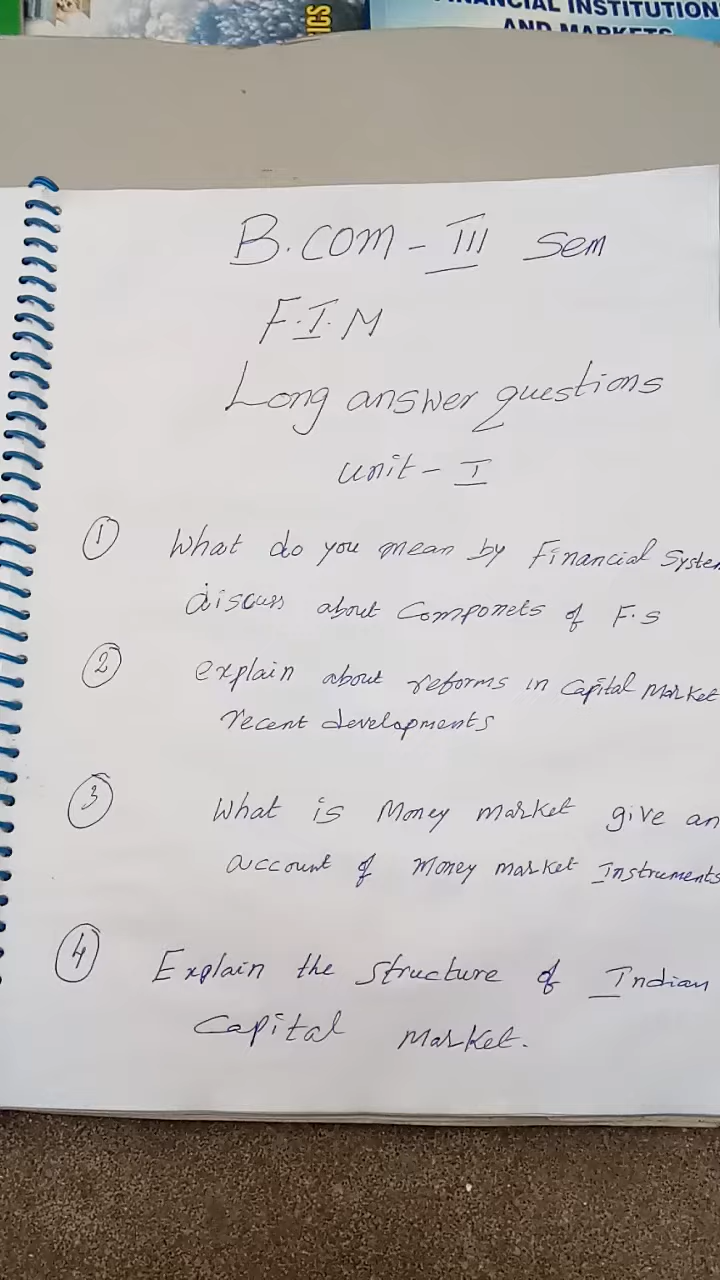 ICS
FINANCIAL INSTITUTION
AND MARKETS
B.COM - III Sem
F.I.M
Long answer questions
unit - I
① What do you mean by Financial System
discuss about Componets of F.S
② explain about reforms in Capital Market
recent developments
③ What is Money market give an
account of Money market Instruments
④ Explain the structure of Indian
Capital Market.